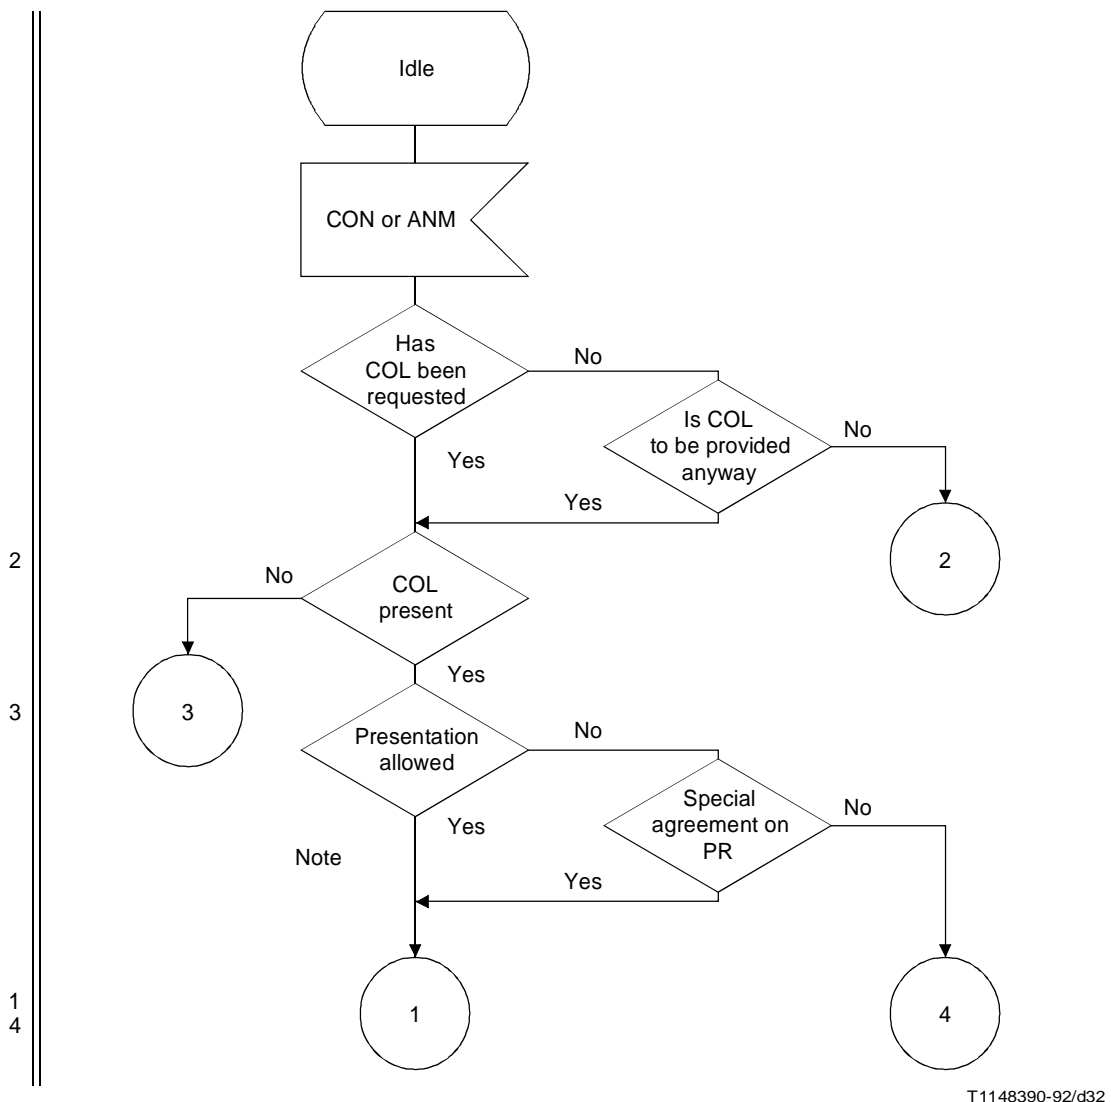 Idle
CON or ANM
Has
COL been
requested
No
Is COL
to be provided
anyway
No
Yes
Yes
2
2
No
COL
present
Yes
3
3
Presentation
allowed
No
Special
agreement on
PR
No
Yes
Note
Yes
1
4
1
4
T1148390-92/d32